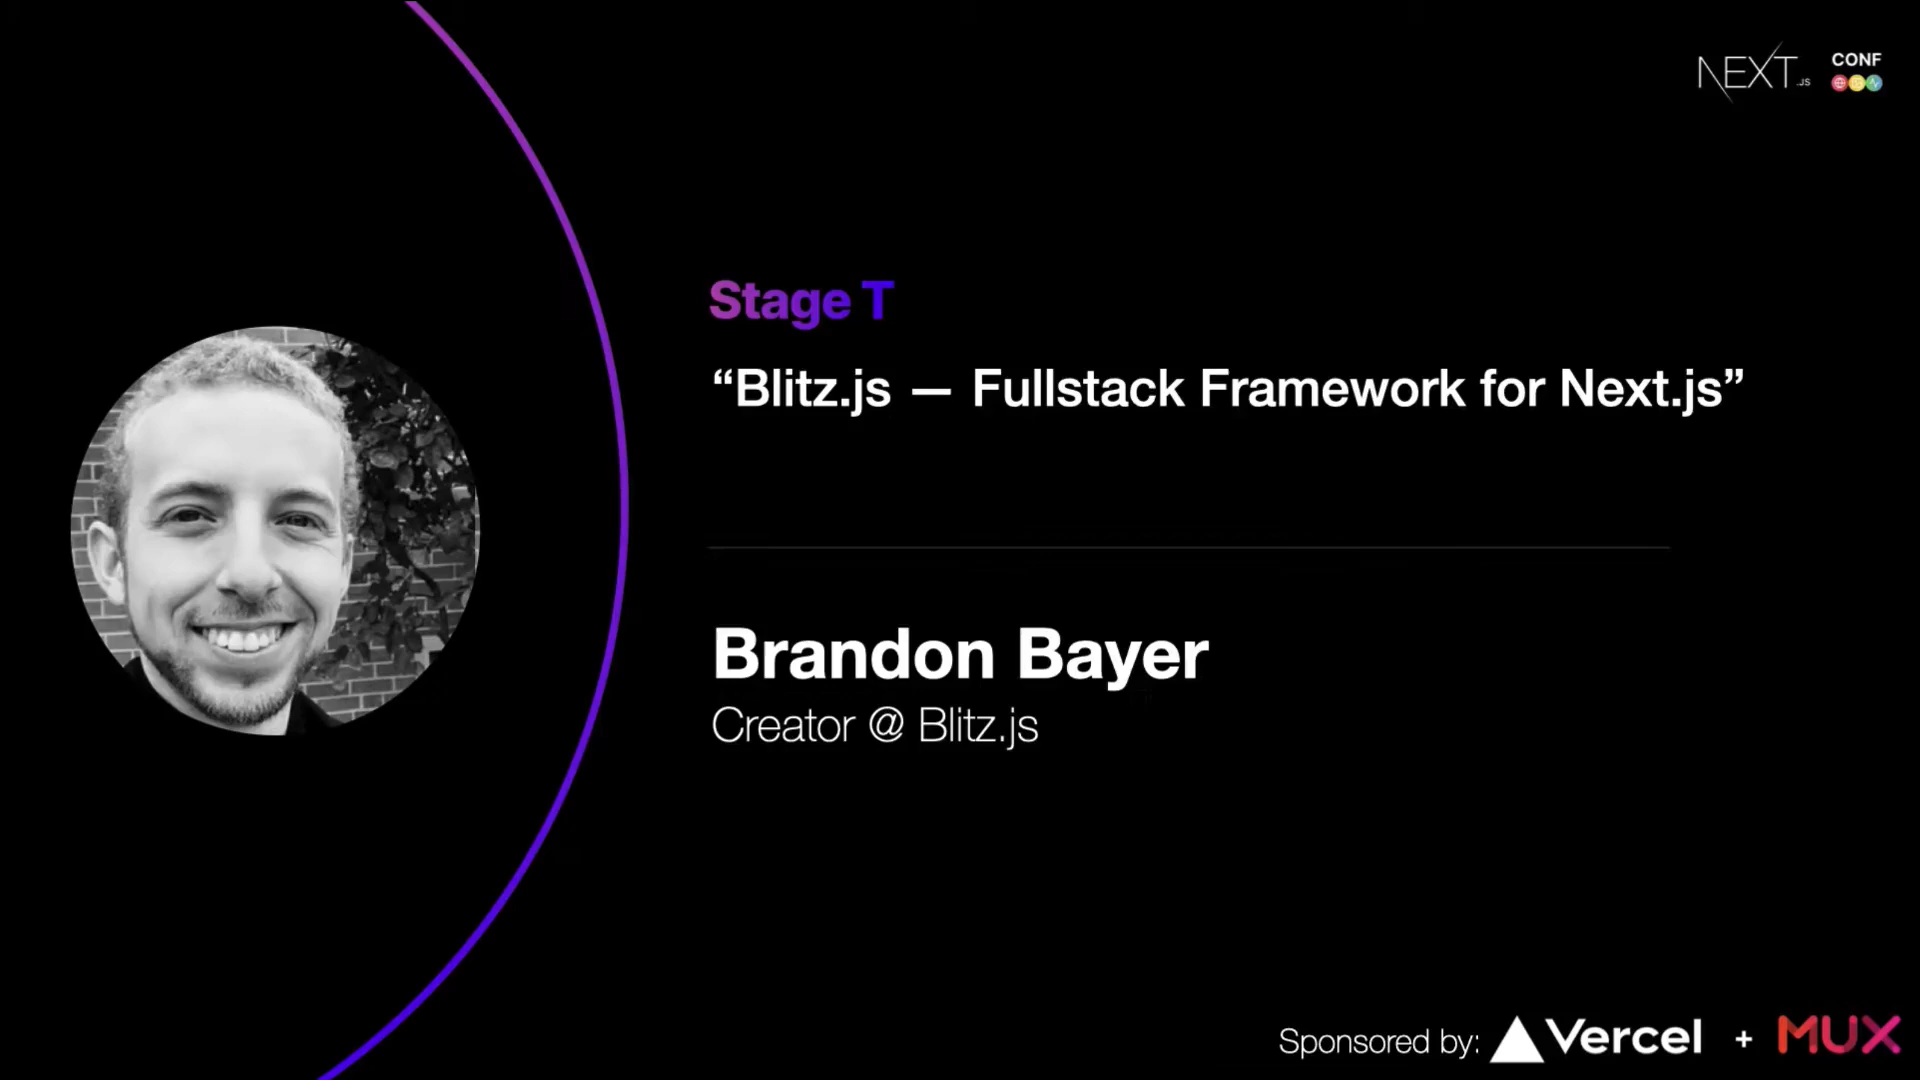 NEXT.JS CONF
Stage T
“Blitz.js — Fullstack Framework for Next.js”
Brandon Bayer
Creator @ Blitz.js
Sponsored by: Vercel + MUX